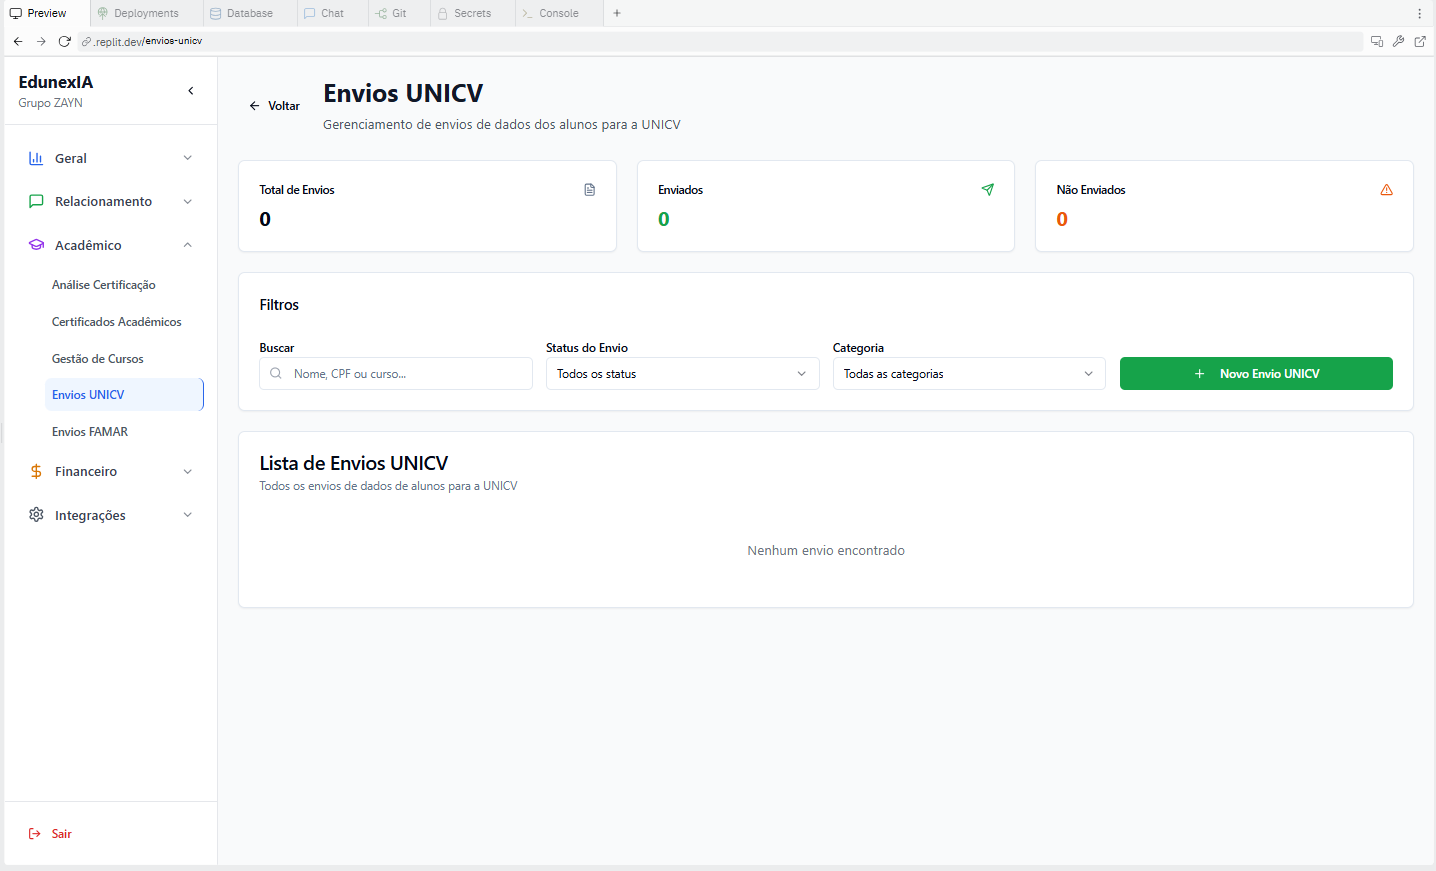 Preview
Deployments
Database
Chat
Git
Secrets
Console
.replit.dev/envios-unicv
EdunexIA
Grupo ZAYN
Geral
Relacionamento
Acadêmico
Análise Certificação
Certificados Acadêmicos
Gestão de Cursos
Envios UNICV
Envios FAMAR
Financeiro
Integrações
Sair
Voltar
Envios UNICV
Gerenciamento de envios de dados dos alunos para a UNICV
Total de Envios
0
Enviados
0
Não Enviados
0
Filtros
Buscar
Nome, CPF ou curso...
Status do Envio
Todos os status
Categoria
Todas as categorias
Novo Envio UNICV
Lista de Envios UNICV
Todos os envios de dados de alunos para a UNICV
Nenhum envio encontrado